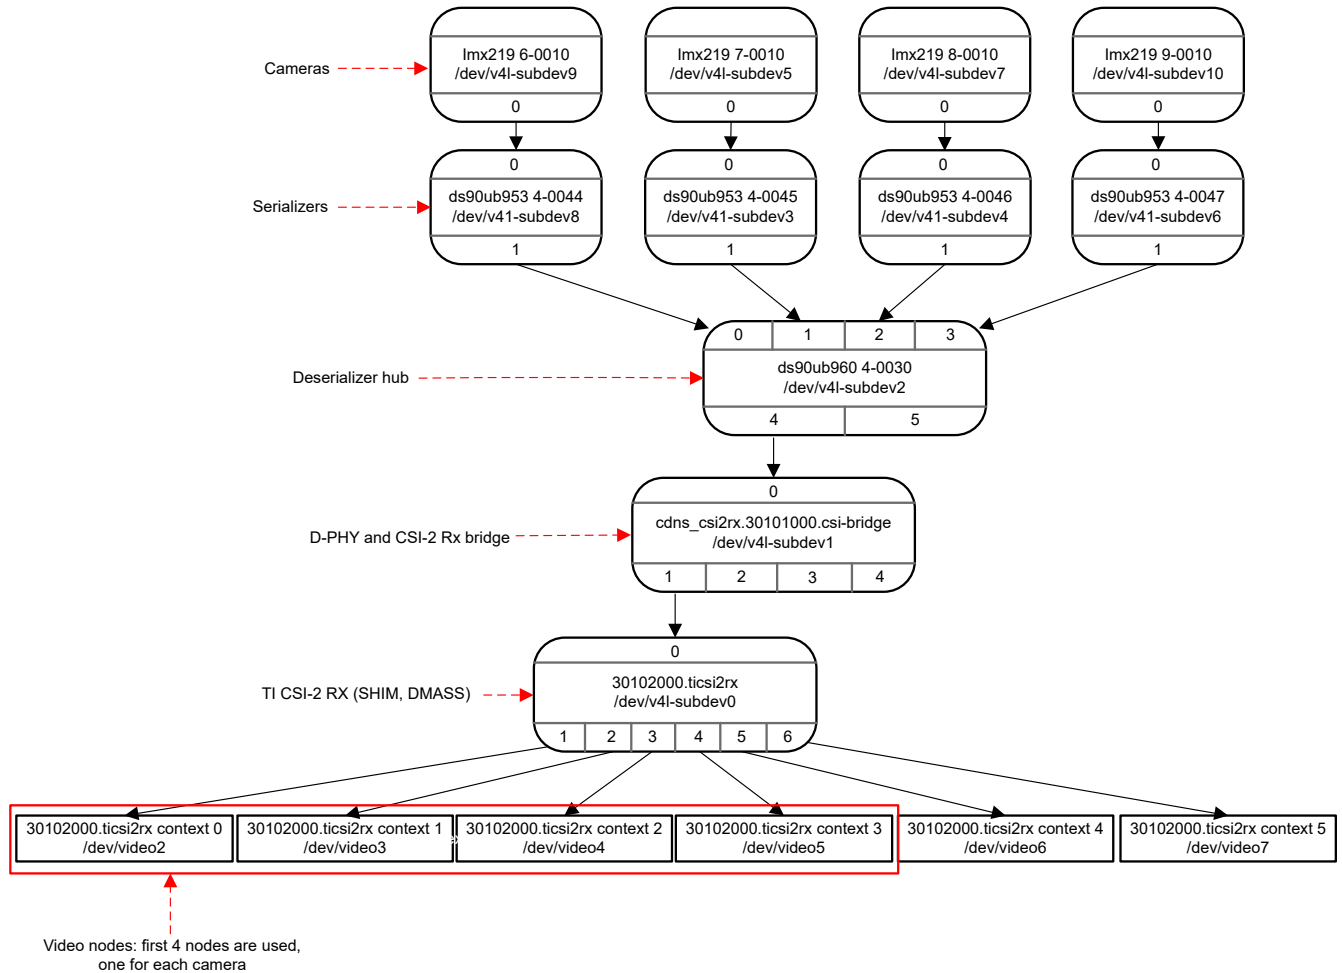 Cameras
Imx219 6-0010
/dev/v4l-subdev9
0
Imx219 7-0010
/dev/v4l-subdev5
0
Imx219 8-0010
/dev/v4l-subdev7
0
Imx219 9-0010
/dev/v4l-subdev10
0
Serializers
0
ds90ub953 4-0044
/dev/v41-subdev8
1
0
ds90ub953 4-0045
/dev/v41-subdev3
1
0
ds90ub953 4-0046
/dev/v41-subdev4
1
0
ds90ub953 4-0047
/dev/v41-subdev6
1
Deserializer hub
0 1 2 3
ds90ub960 4-0030
/dev/v4l-subdev2
4 5
D-PHY and CSI-2 Rx bridge
0
cdns_csi2rx.30101000.csi-bridge
/dev/v4l-subdev1
1 2 3 4
TI CSI-2 RX (SHIM, DMASS)
0
30102000.ticsi2rx
/dev/v4l-subdev0
1 2 3 4 5 6
30102000.ticsi2rx context 0
/dev/video2
30102000.ticsi2rx context 1
/dev/video3
30102000.ticsi2rx context 2
/dev/video4
30102000.ticsi2rx context 3
/dev/video5
30102000.ticsi2rx context 4
/dev/video6
30102000.ticsi2rx context 5
/dev/video7
Video nodes: first 4 nodes are used,
one for each camera